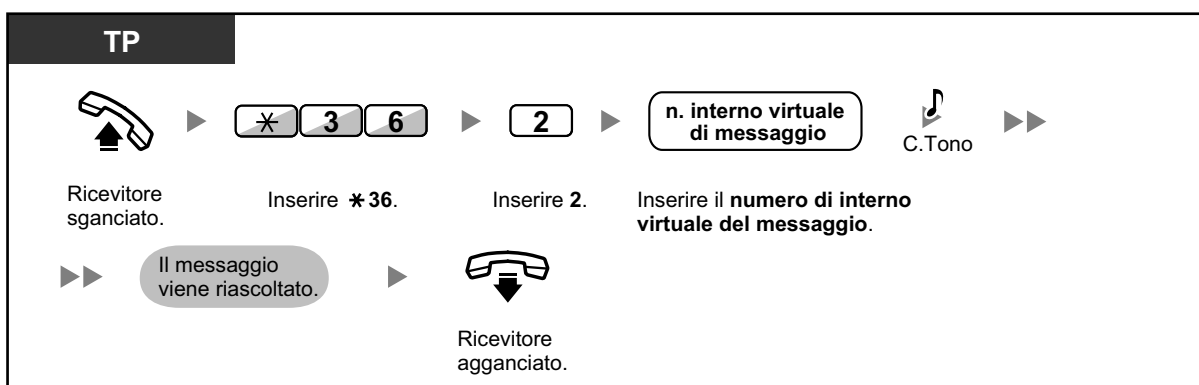 TP
✳ 3 6
2
n. interno virtuale
di messaggio
C.Tono
Ricevitore
sganciato.
Inserire ✳ 36.
Inserire 2.
Inserire il numero di interno
virtuale del messaggio.
Il messaggio
viene riascoltato.
Ricevitore
agganciato.